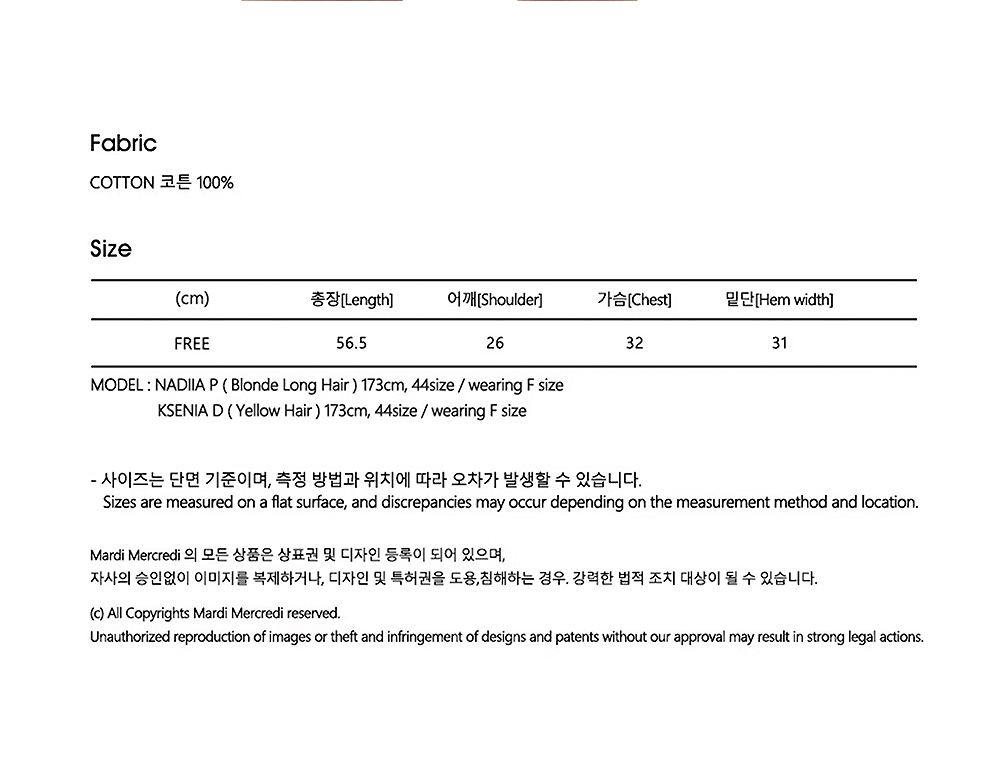 Fabric
COTTON 코튼 100%
Size
(cm) 총장[Length] 어깨[Shoulder] 가슴[Chest] 밑단[Hem width]
FREE 56.5 26 32 31
MODEL : NADIIA P ( Blonde Long Hair ) 173cm, 44size / wearing F size
KSENIA D ( Yellow Hair ) 173cm, 44size / wearing F size
- 사이즈는 단면 기준이며, 측정 방법과 위치에 따라 오차가 발생할 수 있습니다.
Sizes are measured on a flat surface, and discrepancies may occur depending on the measurement method and location.
Mardi Mercredi 의 모든 상품은 상표권 및 디자인 등록이 되어 있으며,
자사의 승인없이 이미지를 복제하거나, 디자인 및 특허권을 도용,침해하는 경우. 강력한 법적 조치 대상이 될 수 있습니다.
(c) All Copyrights Mardi Mercredi reserved.
Unauthorized reproduction of images or theft and infringement of designs and patents without our approval may result in strong legal actions.